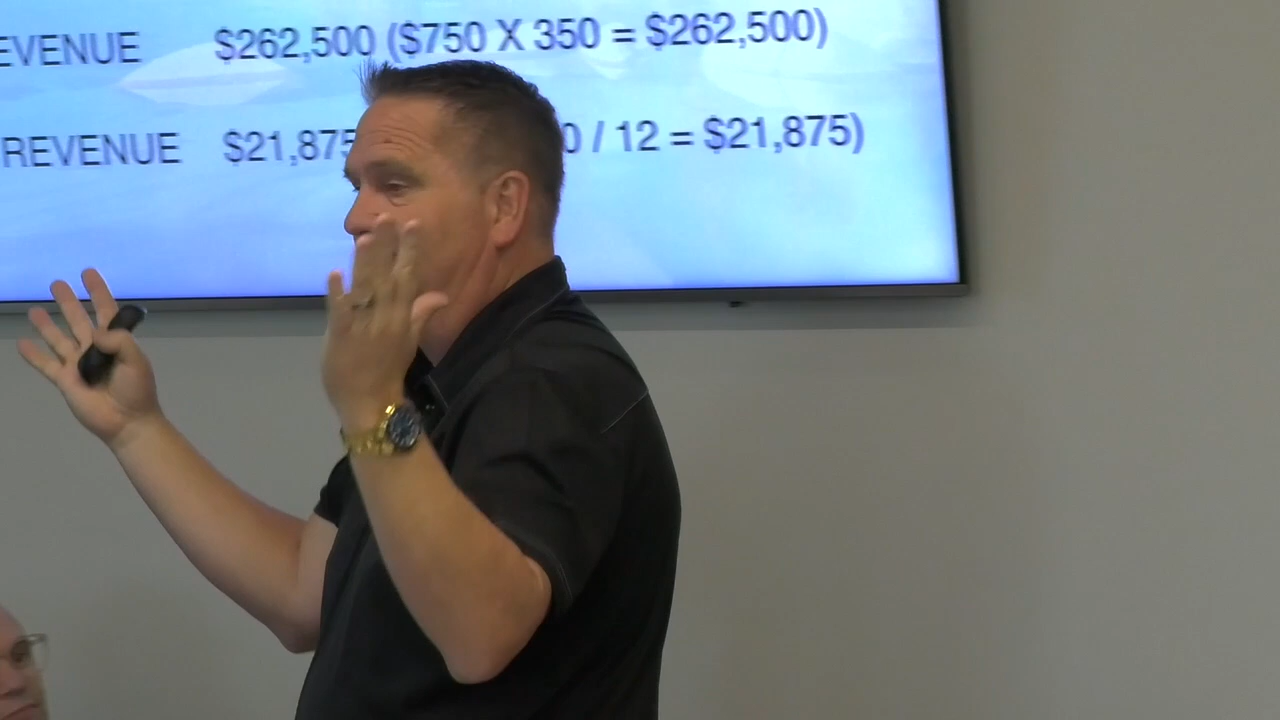 EVENUE $262,500 ($750 X 350 = $262,500)
REVENUE $21,875 0 / 12 = $21,875)